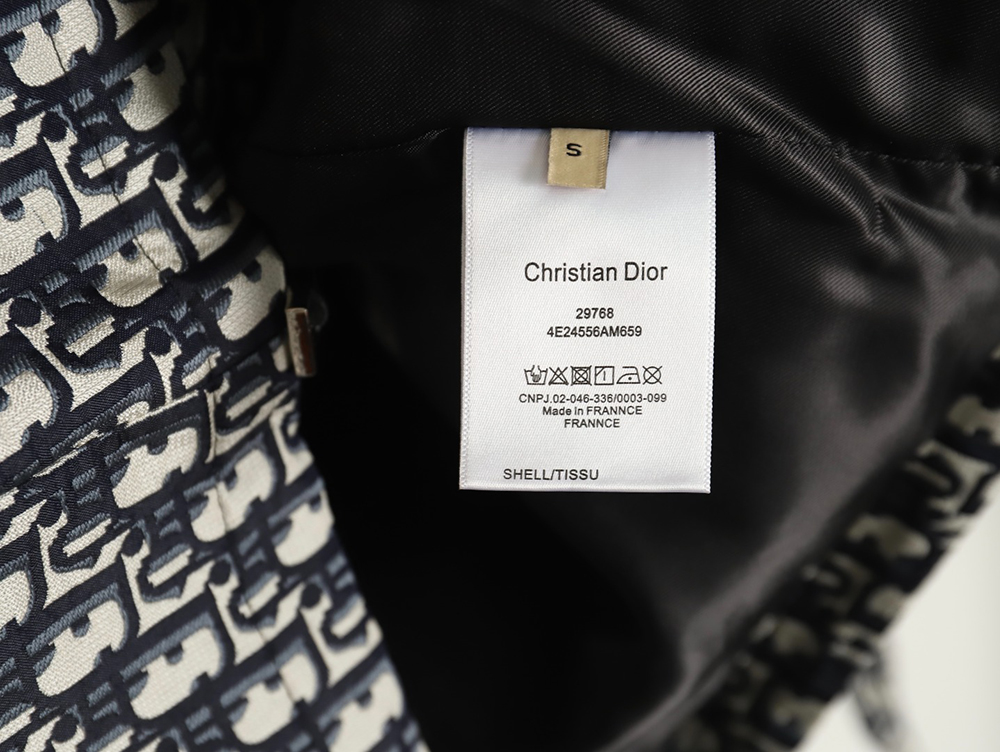 S
Christian Dior
29768
4E24556AM659
CNPJ.02-046-336/0003-099
Made in FRANNCE
FRANNCE
SHELL/TISSU